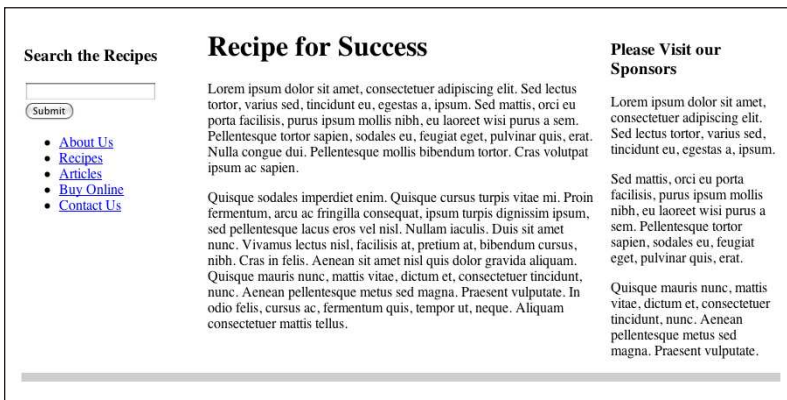 Search the Recipes
Submit
About Us
Recipes
Articles
Buy Online
Contact Us
Recipe for Success
Lorem ipsum dolor sit amet, consectetuer adipiscing elit. Sed lectus
tortor, varius sed, tincidunt eu, egestas a, ipsum. Sed mattis, orci eu
porta facilisis, purus ipsum mollis nibh, eu laoreet wisi purus a sem.
Pellentesque tortor sapien, sodales eu, feugiat eget, pulvinar quis, erat.
Nulla congue dui. Pellentesque mollis bibendum tortor. Cras volutpat
ipsum ac sapien.
Quisque sodales imperdiet enim. Quisque cursus turpis vitae mi. Proin
fermentum, arcu ac fringilla consequat, ipsum turpis dignissim ipsum,
sed pellentesque lacus eros vel nisl. Nullam iaculis. Duis sit amet
nunc. Vivamus lectus nisl, facilisis at, pretium at, bibendum cursus,
nibh. Cras in felis. Aenean sit amet nisl quis dolor gravida aliquam.
Quisque mauris nunc, mattis vitae, dictum et, consectetuer tincidunt,
nunc. Aenean pellentesque metus sed magna. Praesent vulputate. In
odio felis, cursus ac, fermentum quis, tempor ut, neque. Aliquam
consectetuer mattis tellus.
Please Visit our
Sponsors
Lorem ipsum dolor sit amet,
consectetuer adipiscing elit.
Sed lectus tortor, varius sed,
tincidunt eu, egestas a, ipsum.
Sed mattis, orci eu porta
facilisis, purus ipsum mollis
nibh, eu laoreet wisi purus a
sem. Pellentesque tortor
sapien, sodales eu, feugiat
eget, pulvinar quis, erat.
Quisque mauris nunc, mattis
vitae, dictum et, consectetuer
tincidunt, nunc. Aenean
pellentesque metus sed
magna. Praesent vulputate.